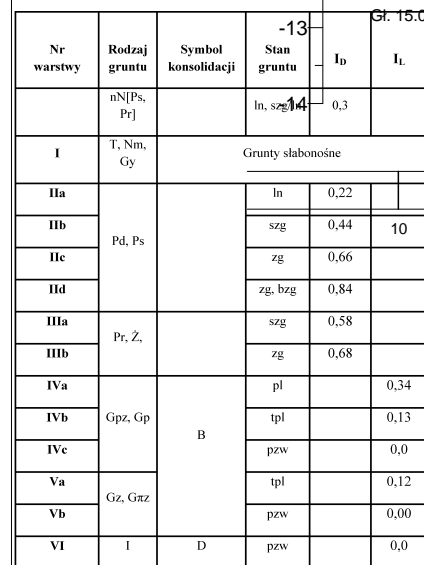 -13
Gł. 15.0
Nr warstwy Rodzaj gruntu Symbol konsolidacji Stan gruntu I_D I_L
nN[Ps, Pr] ln, szg/ln 0,3
-14
I T, Nm, Gy Grunty słabonośne
IIa Pd, Ps ln 0,22
IIb szg 0,44
10
IIc zg 0,66
IId zg, bzg 0,84
IIIa Pr, Ż, szg 0,58
IIIb zg 0,68
IVa Gpz, Gp B pl 0,34
IVb tpl 0,13
IVc pzw 0,0
Va Gz, Gπz tpl 0,12
Vb pzw 0,00
VI I D pzw 0,0